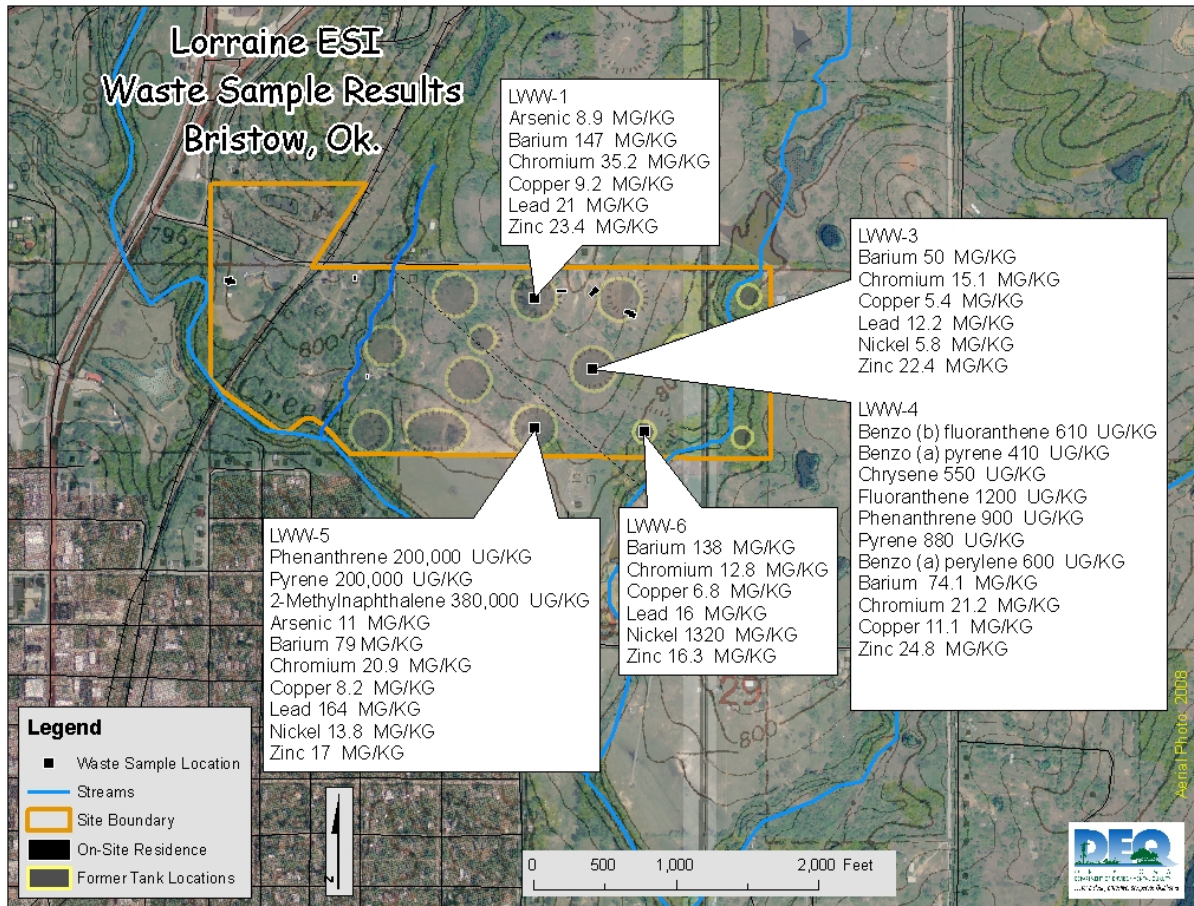 Lorraine ESI
Waste Sample Results
Bristow, Ok.
LWW-1
Arsenic 8.9 MG/KG
Barium 147 MG/KG
Chromium 35.2 MG/KG
Copper 9.2 MG/KG
Lead 21 MG/KG
Zinc 23.4 MG/KG
LWW-3
Barium 50 MG/KG
Chromium 15.1 MG/KG
Copper 5.4 MG/KG
Lead 12.2 MG/KG
Nickel 5.8 MG/KG
Zinc 22.4 MG/KG
LWW-4
Benzo (b) fluoranthene 610 UG/KG
Benzo (a) pyrene 410 UG/KG
Chrysene 550 UG/KG
Fluoranthene 1200 UG/KG
Phenanthrene 900 UG/KG
Pyrene 880 UG/KG
Benzo (a) perylene 600 UG/KG
Barium 74.1 MG/KG
Chromium 21.2 MG/KG
Copper 11.1 MG/KG
Zinc 24.8 MG/KG
LWW-5
Phenanthrene 200,000 UG/KG
Pyrene 200,000 UG/KG
2-Methylnaphthalene 380,000 UG/KG
Arsenic 11 MG/KG
Barium 79 MG/KG
Chromium 20.9 MG/KG
Copper 8.2 MG/KG
Lead 164 MG/KG
Nickel 13.8 MG/KG
Zinc 17 MG/KG
LWW-6
Barium 138 MG/KG
Chromium 12.8 MG/KG
Copper 6.8 MG/KG
Lead 16 MG/KG
Nickel 1320 MG/KG
Zinc 16.3 MG/KG
800
800
29
800
Legend
Waste Sample Location
Streams
Site Boundary
On-Site Residence
Former Tank Locations
N
0 500 1,000 2,000 Feet
Aerial Photo: 2008
DEQ
OKLAHOMA
DEPARTMENT OF ENVIRONMENTAL QUALITY